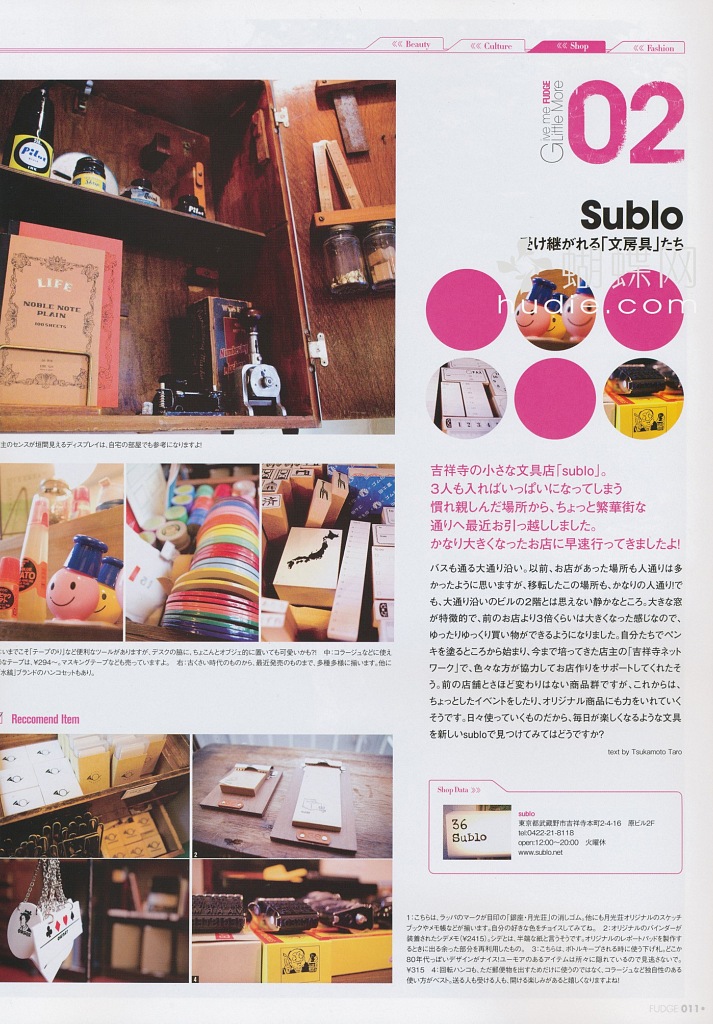 << Beauty
<< Culture
<< Shop
<< Fashion
Give me FUDGE
Little More
02
Sublo
受け継がれる「文房具」たち
蝴蝶网
hudie.com
Pilot
LIFE
NOBLE NOTE
PLAIN
100 SHEETS
主のセンスが垣間見えるディスプレイは、自宅の部屋でも参考になりますよ!
吉祥寺の小さな文具店「sublo」。
3人も入ればいっぱいになってしまう
慣れ親しんだ場所から、ちょっと繁華街な
通りへ最近お引っ越ししました。
かなり大きくなったお店に早速行ってきましたよ!
バスも通る大通り沿い。以前、お店があった場所も人通りは多
かったように思いますが、移転したこの場所も、かなりの人通り!で
も、大通り沿いのビルの2階とは思えない静かなところ。大きな窓
が特徴的で、前のお店より3倍くらいは大きくなった感じなので、
ゆったりゆっくり買い物ができるようになりました。自分たちでペン
キを塗るところから始まり、今まで培ってきた店主の「吉祥寺ネット
ワーク」で、色々な方が協力してお店作りをサポートしてくれたそ
う。前の店舗とさほど変わりはない商品群ですが、これからは、
ちょっとしたイベントをしたり、オリジナル商品にも力をいれていく
そうです。日々使っていくものだから、毎日が楽しくなるような文具
を新しいsubloで見つけてみてはどうですか?
text by Tsukamoto Taro
いまでこそ「テープのり」など便利なツールがありますが、デスクの脇に、ちょこんとオブジェ的に置いても可愛いかも?! 中:コラージュなどに使え
なテープは、¥294〜。マスキングテープなども売っていますよ。 右:古くさい時代のものから、最近発売のものまで、多種多様に揃います。他に
「水縞」ブランドのハンコセットもあり。
Reccomend Item
2
4
Shop Data >>
36
Sublo
sublo
東京都武蔵野市吉祥寺本町2-4-16 原ビル2F
tel:0422-21-8118
open:12:00〜20:00 火曜休
www.sublo.net
1:こちらは、ラッパのマークが目印の「銀座・月光荘」の消しゴム。他にも月光荘オリジナルのスケッチ
ブックやメモ帳などが揃います。自分の好きな色をチョイスしてみてね。 2:オリジナルのバインダーが
装着されたシデメモ(¥2415)。シデとは、半端な紙と言うそうです。オリジナルのレポートパッドを製作す
るときに出る余った部分を再利用したもの。 3:こちらは、ボトルキープされる時に使う下げ札。どこか
80年代っぽいデザインがナイス!ユーモアのあるアイテムは所々に隠れているので見逃さないで。
¥315 4:回転ハンコも、ただ郵便物を出すためだけに使うのではなく、コラージュなど独自性のある
使い方がベスト。送る人も受ける人も、開ける楽しみがあると嬉しくなりますよね!
FUDGE 011